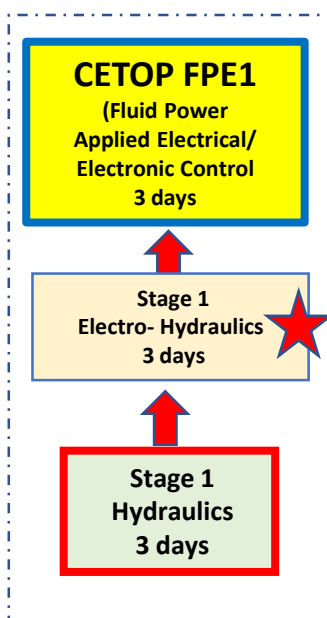 CETOP FPE1
(Fluid Power
Applied Electrical/
Electronic Control
3 days
Stage 1
Electro- Hydraulics
3 days
Stage 1
Hydraulics
3 days